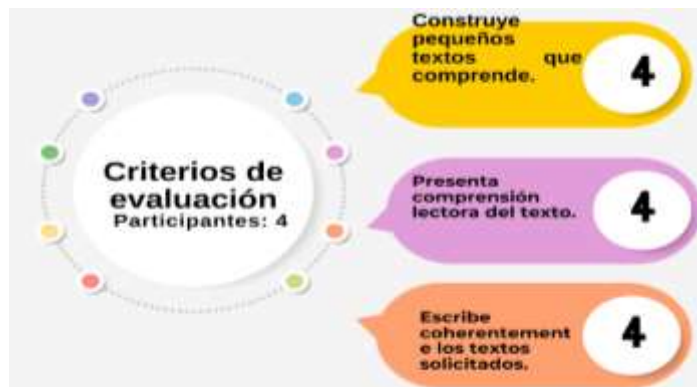 Criterios de
evaluación
Participantes: 4
Construye
pequeños
textos que
comprende.
4
Presenta
comprensión
lectora del texto.
4
Escribe
coherentement
e los textos
solicitados.
4